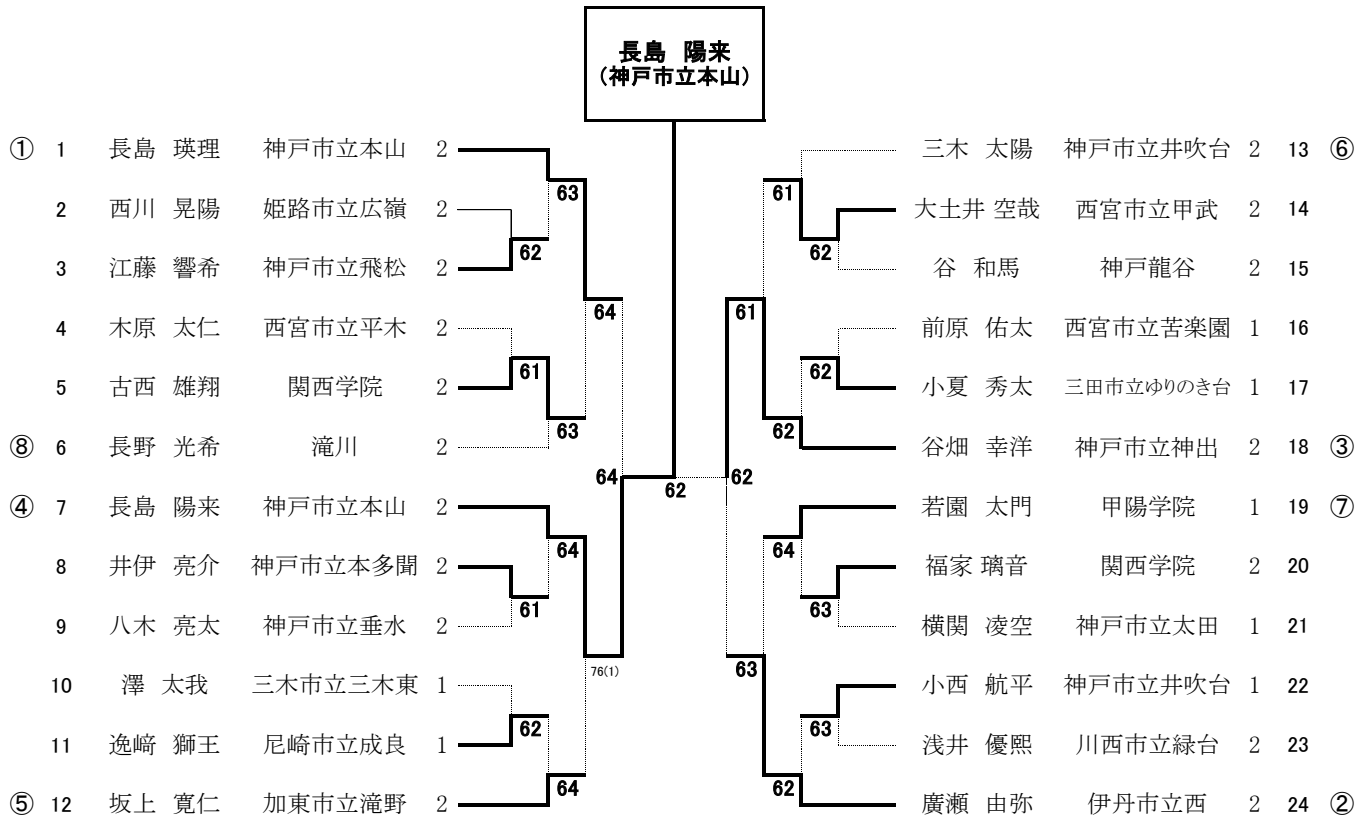 長島 陽来
（神戸市立本山）
① 1 長島 瑛理 神戸市立本山 2
2 西川 晃陽 姫路市立広嶺 2
3 江藤 響希 神戸市立飛松 2
4 木原 太仁 西宮市立平木 2
5 古西 雄翔 関西学院 2
⑧ 6 長野 光希 滝川 2
④ 7 長島 陽来 神戸市立本山 2
8 井伊 亮介 神戸市立本多聞 2
9 八木 亮太 神戸市立垂水 2
10 澤 太我 三木市立三木東 1
11 逸﨑 獅王 尼崎市立成良 1
⑤ 12 坂上 寛仁 加東市立滝野 2
63
62
61
63
64
61
62
64
64
76(1)
64
62
62
61
63
61
62
64
62
62
62
63
63
62
三木 太陽 神戸市立井吹台 2 13 ⑥
大土井 空哉 西宮市立甲武 2 14
谷 和馬 神戸龍谷 2 15
前原 佑太 西宮市立苦楽園 1 16
小夏 秀太 三田市立ゆりのき台 1 17
谷畑 幸洋 神戸市立神出 2 18 ③
若園 太門 甲陽学院 1 19 ⑦
福家 璃音 関西学院 2 20
横関 凌空 神戸市立太田 1 21
小西 航平 神戸市立井吹台 1 22
浅井 優熙 川西市立緑台 2 23
廣瀬 由弥 伊丹市立西 2 24 ②